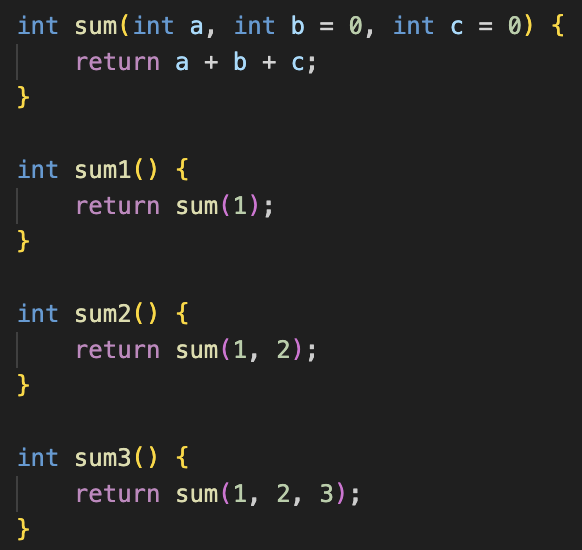 int sum(int a, int b = 0, int c = 0) {
    return a + b + c;
}

int sum1() {
    return sum(1);
}

int sum2() {
    return sum(1, 2);
}

int sum3() {
    return sum(1, 2, 3);
}